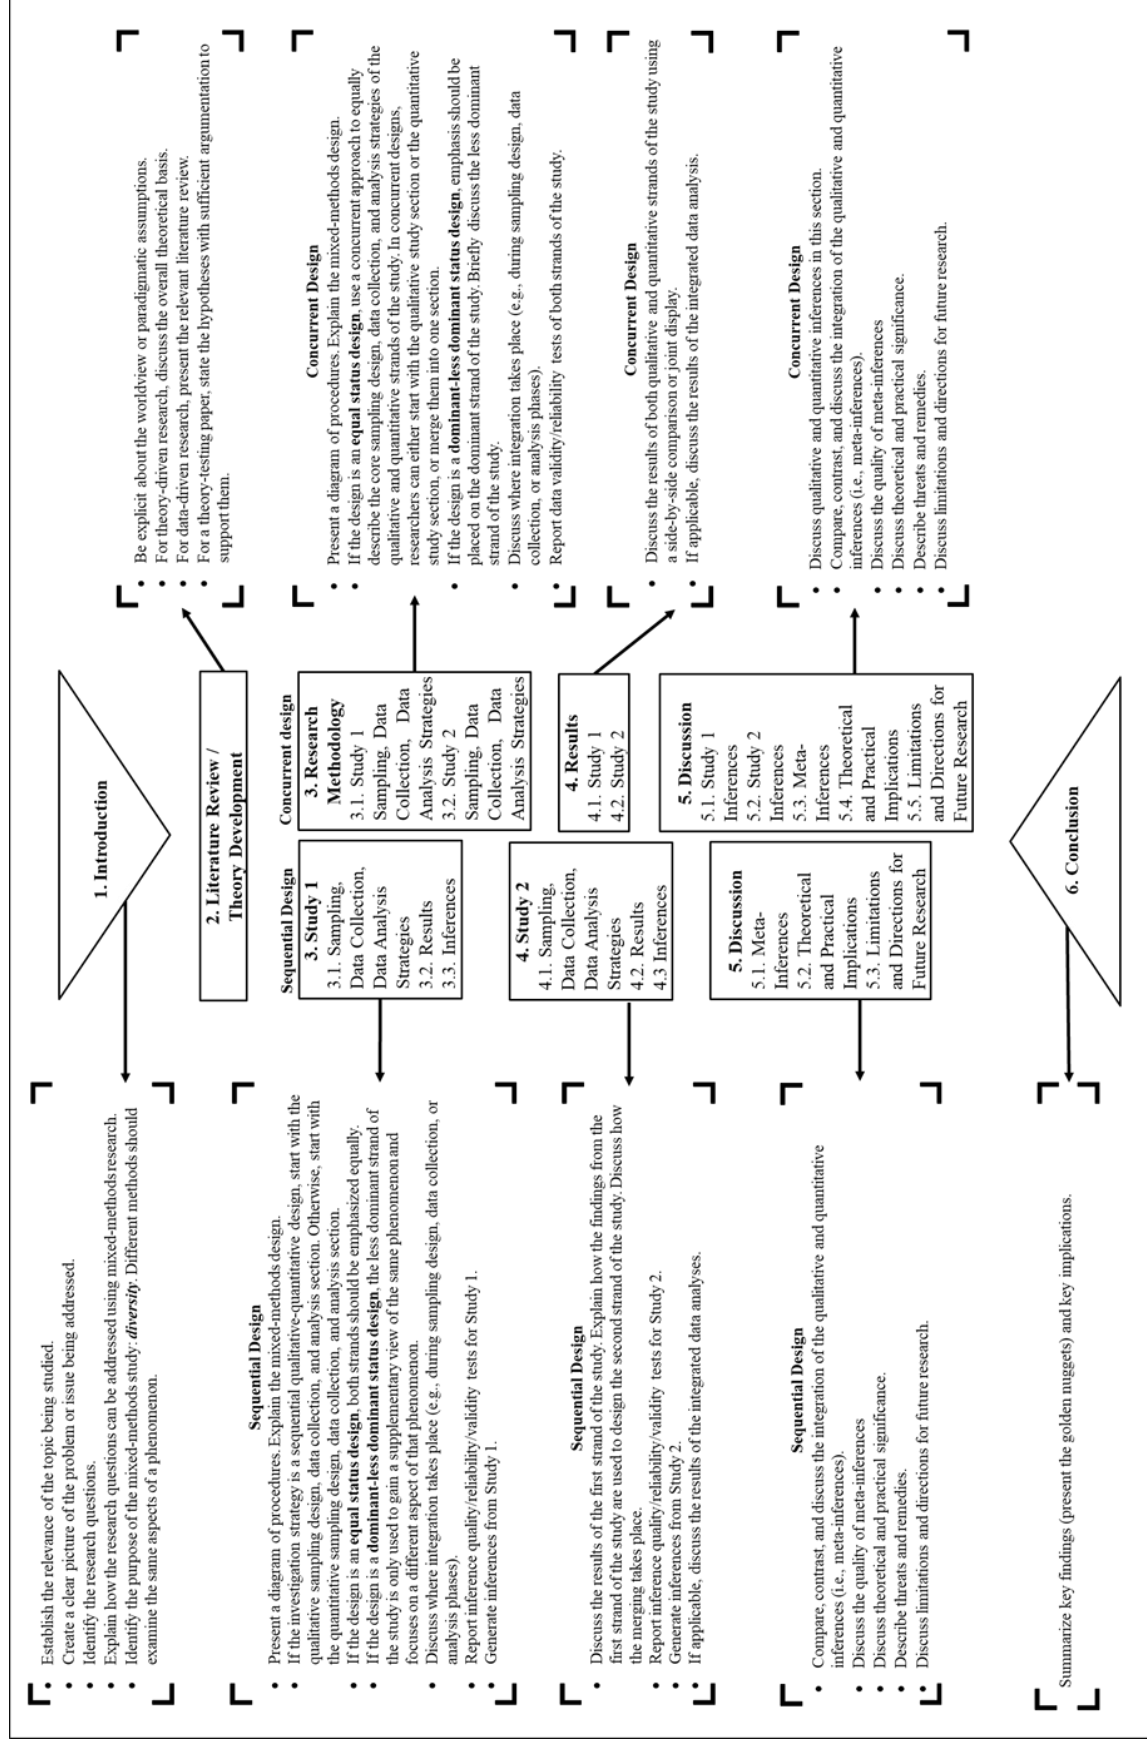 Establish the relevance of the topic being studied.
Create a clear picture of the problem or issue being addressed.
Identify the research questions.
Explain how the research questions can be addressed using mixed-methods research.
Identify the purpose of the mixed-methods study: diversity. Different methods should
examine the same aspects of a phenomenon.
1. Introduction
2. Literature Review /
Theory Development
Be explicit about the worldview or paradigmatic assumptions.
For theory-driven research, discuss the overall theoretical basis.
For data-driven research, present the relevant literature review.
For a theory-testing paper, state the hypotheses with sufficient argumentation to
support them.
Sequential Design
Present a diagram of procedures. Explain the mixed-methods design.
If the investigation strategy is a sequential qualitative-quantitative design, start with the
qualitative sampling design, data collection, and analysis section. Otherwise, start with
the quantitative sampling design, data collection, and analysis section.
If the design is an equal status design, both strands should be emphasized equally.
If the design is a dominant-less dominant status design, the less dominant strand of
the study is only used to gain a supplementary view of the same phenomenon and
focuses on a different aspect of that phenomenon.
Discuss where integration takes place (e.g., during sampling design, data collection, or
analysis phases).
Report inference quality/reliability/validity tests for Study 1.
Generate inferences from Study 1.
Sequential Design
3. Study 1
3.1. Sampling,
Data Collection,
Data Analysis
Strategies
3.2. Results
3.3. Inferences
Concurrent design
3. Research
Methodology
3.1. Study 1
Sampling, Data
Collection, Data
Analysis Strategies
3.2. Study 2
Sampling, Data
Collection, Data
Analysis Strategies
Concurrent Design
Present a diagram of procedures. Explain the mixed-methods design.
If the design is an equal status design, use a concurrent approach to equally
describe the core sampling design, data collection, and analysis strategies of the
qualitative and quantitative strands of the study. In concurrent designs,
researchers can either start with the qualitative study section or the quantitative
study section, or merge them into one section.
If the design is a dominant-less dominant status design, emphasis should be
placed on the dominant strand of the study. Briefly discuss the less dominant
strand of the study.
Discuss where integration takes place (e.g., during sampling design, data
collection, or analysis phases).
Report data validity/reliability tests of both strands of the study.
Sequential Design
Discuss the results of the first strand of the study. Explain how the findings from the
first strand of the study are used to design the second strand of the study. Discuss how
the merging takes place.
Report inference quality/reliability/validity tests for Study 2.
Generate inferences from Study 2.
If applicable, discuss the results of the integrated data analyses.
4. Study 2
4.1. Sampling,
Data Collection,
Data Analysis
Strategies
4.2. Results
4.3 Inferences
4. Results
4.1. Study 1
4.2. Study 2
Concurrent Design
Discuss the results of both qualitative and quantitative strands of the study using
a side-by-side comparison or joint display.
If applicable, discuss the results of the integrated data analysis.
Sequential Design
Compare, contrast, and discuss the integration of the qualitative and quantitative
inferences (i.e., meta-inferences).
Discuss the quality of meta-inferences
Discuss theoretical and practical significance.
Describe threats and remedies.
Discuss limitations and directions for future research.
5. Discussion
5.1. Meta-
Inferences
5.2. Theoretical
and Practical
Implications
5.3. Limitations
and Directions for
Future Research
5. Discussion
5.1. Study 1
Inferences
5.2. Study 2
Inferences
5.3. Meta-
Inferences
5.4. Theoretical
and Practical
Implications
5.5. Limitations
and Directions for
Future Research
Concurrent Design
Discuss qualitative and quantitative inferences in this section.
Compare, contrast, and discuss the integration of the qualitative and quantitative
inferences (i.e., meta-inferences).
Discuss the quality of meta-inferences
Discuss theoretical and practical significance.
Describe threats and remedies.
Discuss limitations and directions for future research.
Summarize key findings (present the golden nuggets) and key implications.
6. Conclusion